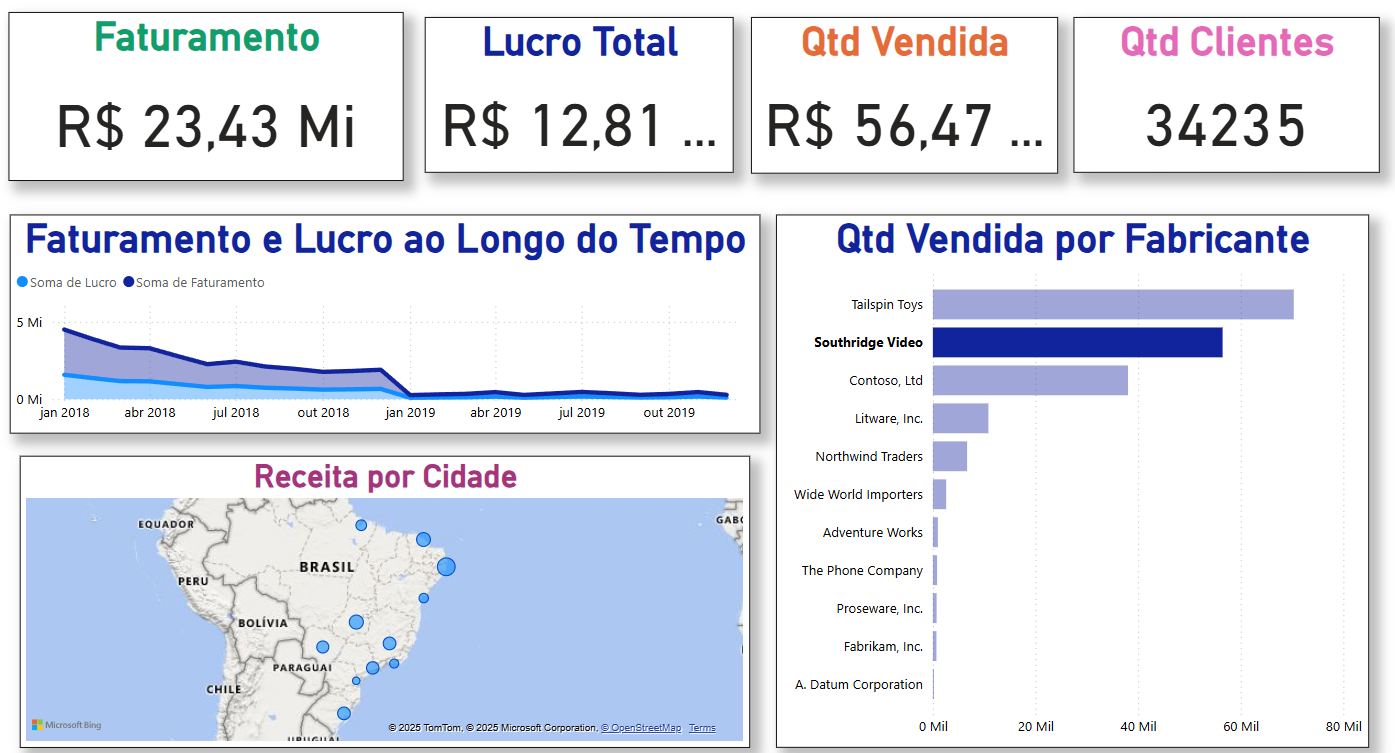 Faturamento
R$ 23,43 Mi
Lucro Total
R$ 12,81 ...
Qtd Vendida
R$ 56,47 ...
Qtd Clientes
34235
Faturamento e Lucro ao Longo do Tempo
Soma de Lucro Soma de Faturamento
5 Mi
0 Mi
jan 2018 abr 2018 jul 2018 out 2018 jan 2019 abr 2019 jul 2019 out 2019
Receita por Cidade
EQUADOR
BRASIL
PERU
BOLÍVIA
PARAGUAI
CHILE
URUGUAI
GABO
Microsoft Bing
© 2025 TomTom, © 2025 Microsoft Corporation, © OpenStreetMap Terms
Qtd Vendida por Fabricante
Tailspin Toys
Southridge Video
Contoso, Ltd
Litware, Inc.
Northwind Traders
Wide World Importers
Adventure Works
The Phone Company
Proseware, Inc.
Fabrikam, Inc.
A. Datum Corporation
0 Mil 20 Mil 40 Mil 60 Mil 80 Mil